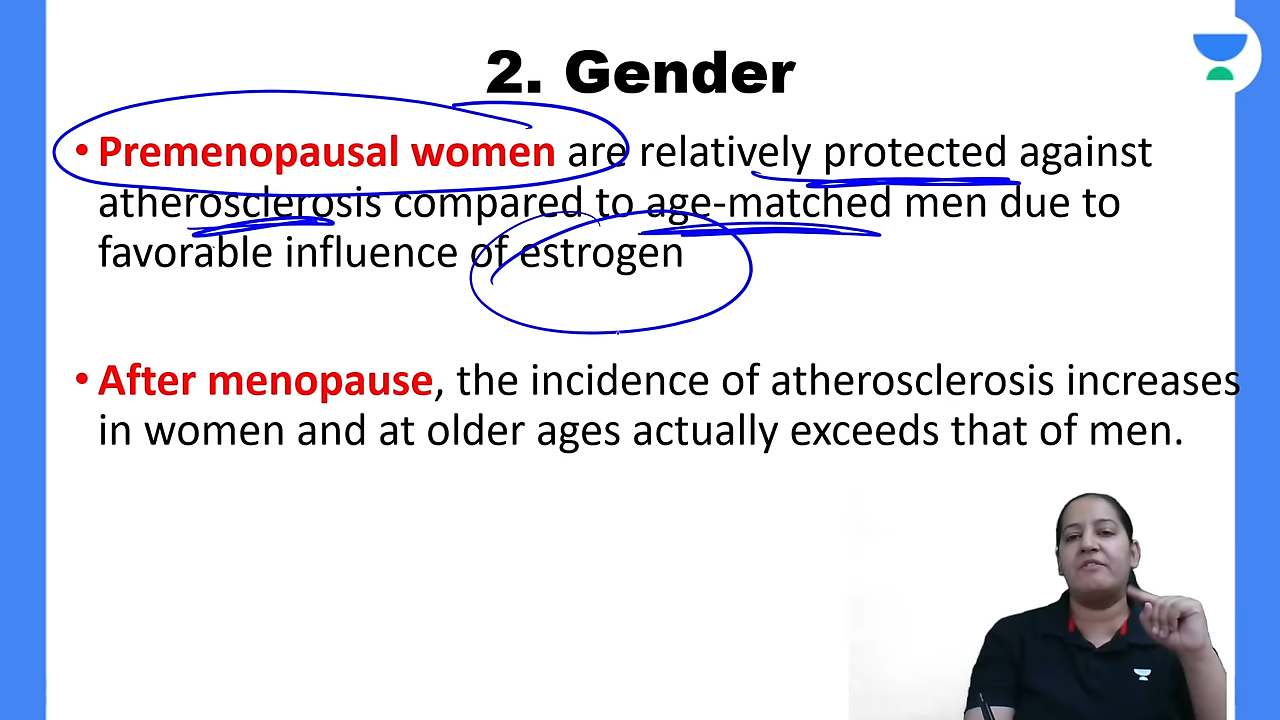 2. Gender
• Premenopausal women are relatively protected against
atherosclerosis compared to age-matched men due to
favorable influence of estrogen
• After menopause, the incidence of atherosclerosis increases
in women and at older ages actually exceeds that of men.